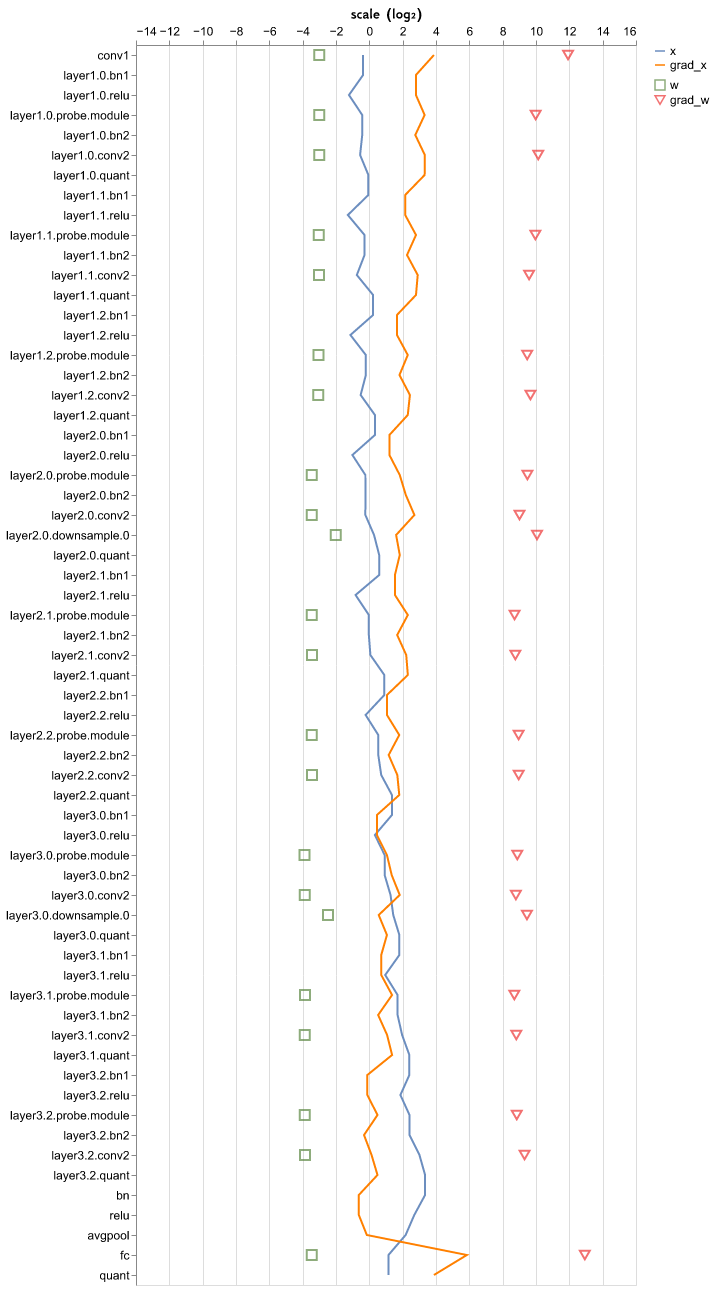 scale (log₂)
−14 −12 −10 −8 −6 −4 −2 0 2 4 6 8 10 12 14 16
x
grad_x
w
grad_w
conv1
layer1.0.bn1
layer1.0.relu
layer1.0.probe.module
layer1.0.bn2
layer1.0.conv2
layer1.0.quant
layer1.1.bn1
layer1.1.relu
layer1.1.probe.module
layer1.1.bn2
layer1.1.conv2
layer1.1.quant
layer1.2.bn1
layer1.2.relu
layer1.2.probe.module
layer1.2.bn2
layer1.2.conv2
layer1.2.quant
layer2.0.bn1
layer2.0.relu
layer2.0.probe.module
layer2.0.bn2
layer2.0.conv2
layer2.0.downsample.0
layer2.0.quant
layer2.1.bn1
layer2.1.relu
layer2.1.probe.module
layer2.1.bn2
layer2.1.conv2
layer2.1.quant
layer2.2.bn1
layer2.2.relu
layer2.2.probe.module
layer2.2.bn2
layer2.2.conv2
layer2.2.quant
layer3.0.bn1
layer3.0.relu
layer3.0.probe.module
layer3.0.bn2
layer3.0.conv2
layer3.0.downsample.0
layer3.0.quant
layer3.1.bn1
layer3.1.relu
layer3.1.probe.module
layer3.1.bn2
layer3.1.conv2
layer3.1.quant
layer3.2.bn1
layer3.2.relu
layer3.2.probe.module
layer3.2.bn2
layer3.2.conv2
layer3.2.quant
bn
relu
avgpool
fc
quant